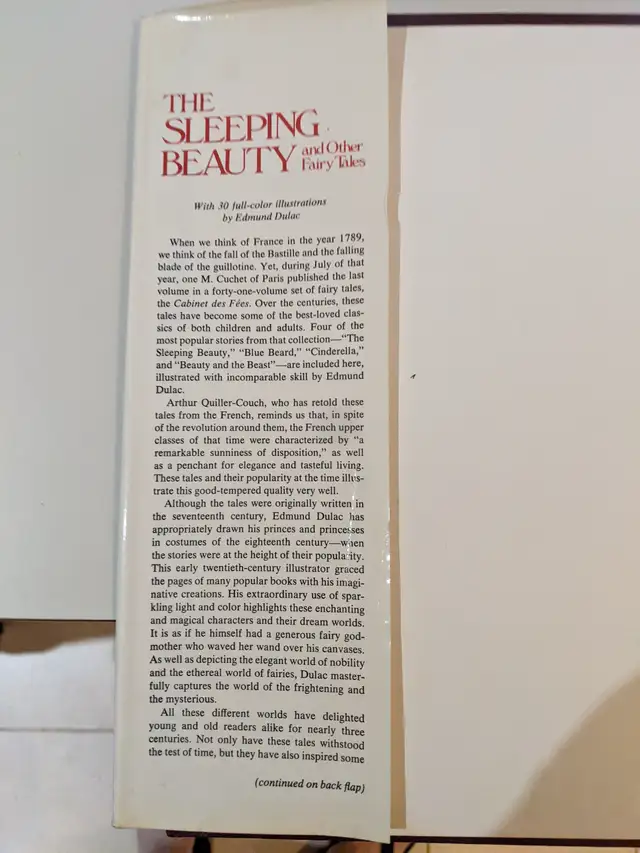 THE
SLEEPING
BEAUTY and Other
Fairy Tales
With 30 full-color illustrations
by Edmund Dulac
When we think of France in the year 1789,
we think of the fall of the Bastille and the falling
blade of the guillotine. Yet, during July of that
year, one M. Cuchet of Paris published the last
volume in a forty-one-volume set of fairy tales,
the Cabinet des Fées. Over the centuries, these
tales have become some of the best-loved clas-
sics of both children and adults. Four of the
most popular stories from that collection—“The
Sleeping Beauty,” “Blue Beard,” “Cinderella,”
and “Beauty and the Beast”—are included here,
illustrated with incomparable skill by Edmund
Dulac.
Arthur Quiller-Couch, who has retold these
tales from the French, reminds us that, in spite
of the revolution around them, the French upper
classes of that time were characterized by “a
remarkable sunniness of disposition,” as well
as a penchant for elegance and tasteful living.
These tales and their popularity at the time illus-
trate this good-tempered quality very well.
Although the tales were originally written in
the seventeenth century, Edmund Dulac has
appropriately drawn his princes and princesses
in costumes of the eighteenth century—when
the stories were at the height of their popularity.
This early twentieth-century illustrator graced
the pages of many popular books with his imagi-
native creations. His extraordinary use of spar-
kling light and color highlights these enchanting
and magical characters and their dream worlds.
It is as if he himself had a generous fairy god-
mother who waved her wand over his canvases.
As well as depicting the elegant world of nobility
and the ethereal world of fairies, Dulac master-
fully captures the world of the frightening and
the mysterious.
All these different worlds have delighted
young and old readers alike for nearly three
centuries. Not only have these tales withstood
the test of time, but they have also inspired some
(continued on back flap)